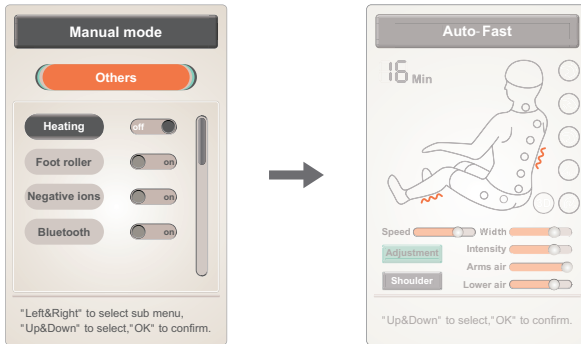 Manual mode
Others
Heating off
Foot roller on
Negative ions on
Bluetooth on
"Left&Right" to select sub menu,
"Up&Down" to select,"OK" to confirm.
Auto-Fast
16 Min
Speed Width
Adjustment Intensity
Arms air
Shoulder Lower air
"Up&Down" to select,"OK" to confirm.